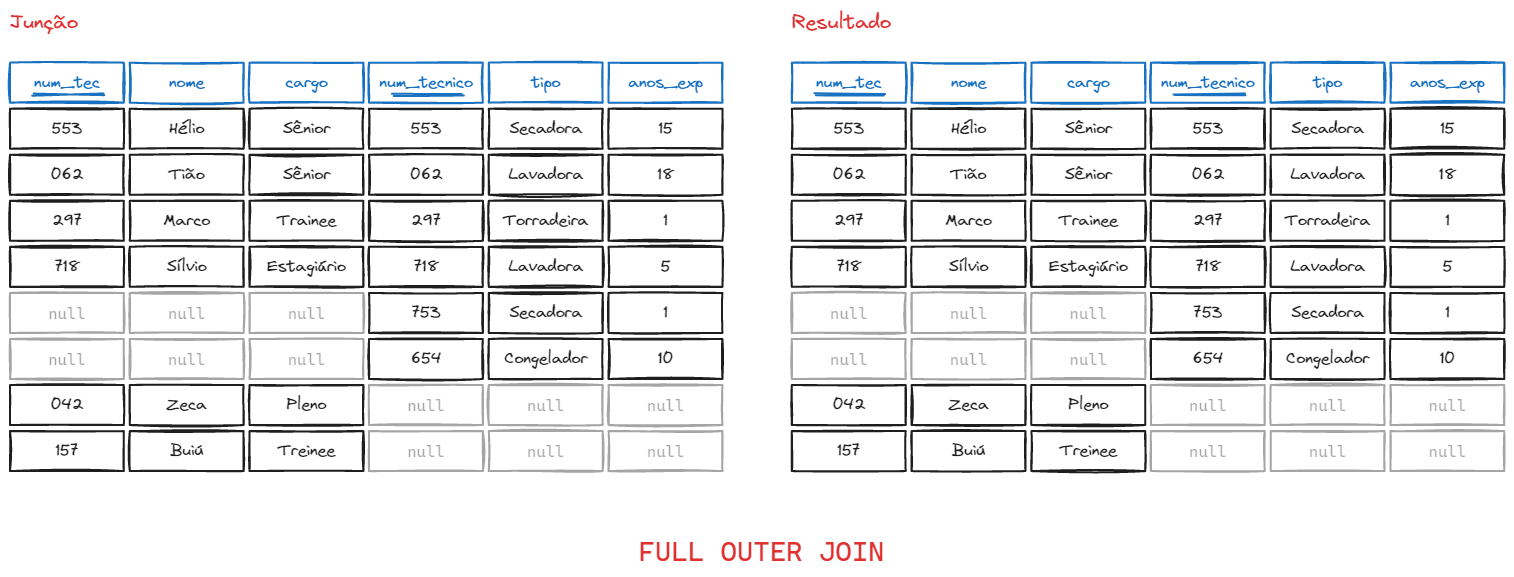 Junção
num_tec nome cargo num_tecnico tipo anos_exp
553 Hélio Sênior 553 Secadora 15
062 Tião Sênior 062 Lavadora 18
297 Marco Trainee 297 Torradeira 1
718 Sílvio Estagiário 718 Lavadora 5
null null null 753 Secadora 1
null null null 654 Congelador 10
042 Zeca Pleno null null null
157 Buiá Treinee null null null
Resultado
num_tec nome cargo num_tecnico tipo anos_exp
553 Hélio Sênior 553 Secadora 15
062 Tião Sênior 062 Lavadora 18
297 Marco Trainee 297 Torradeira 1
718 Sílvio Estagiário 718 Lavadora 5
null null null 753 Secadora 1
null null null 654 Congelador 10
042 Zeca Pleno null null null
157 Buiá Treinee null null null
FULL OUTER JOIN